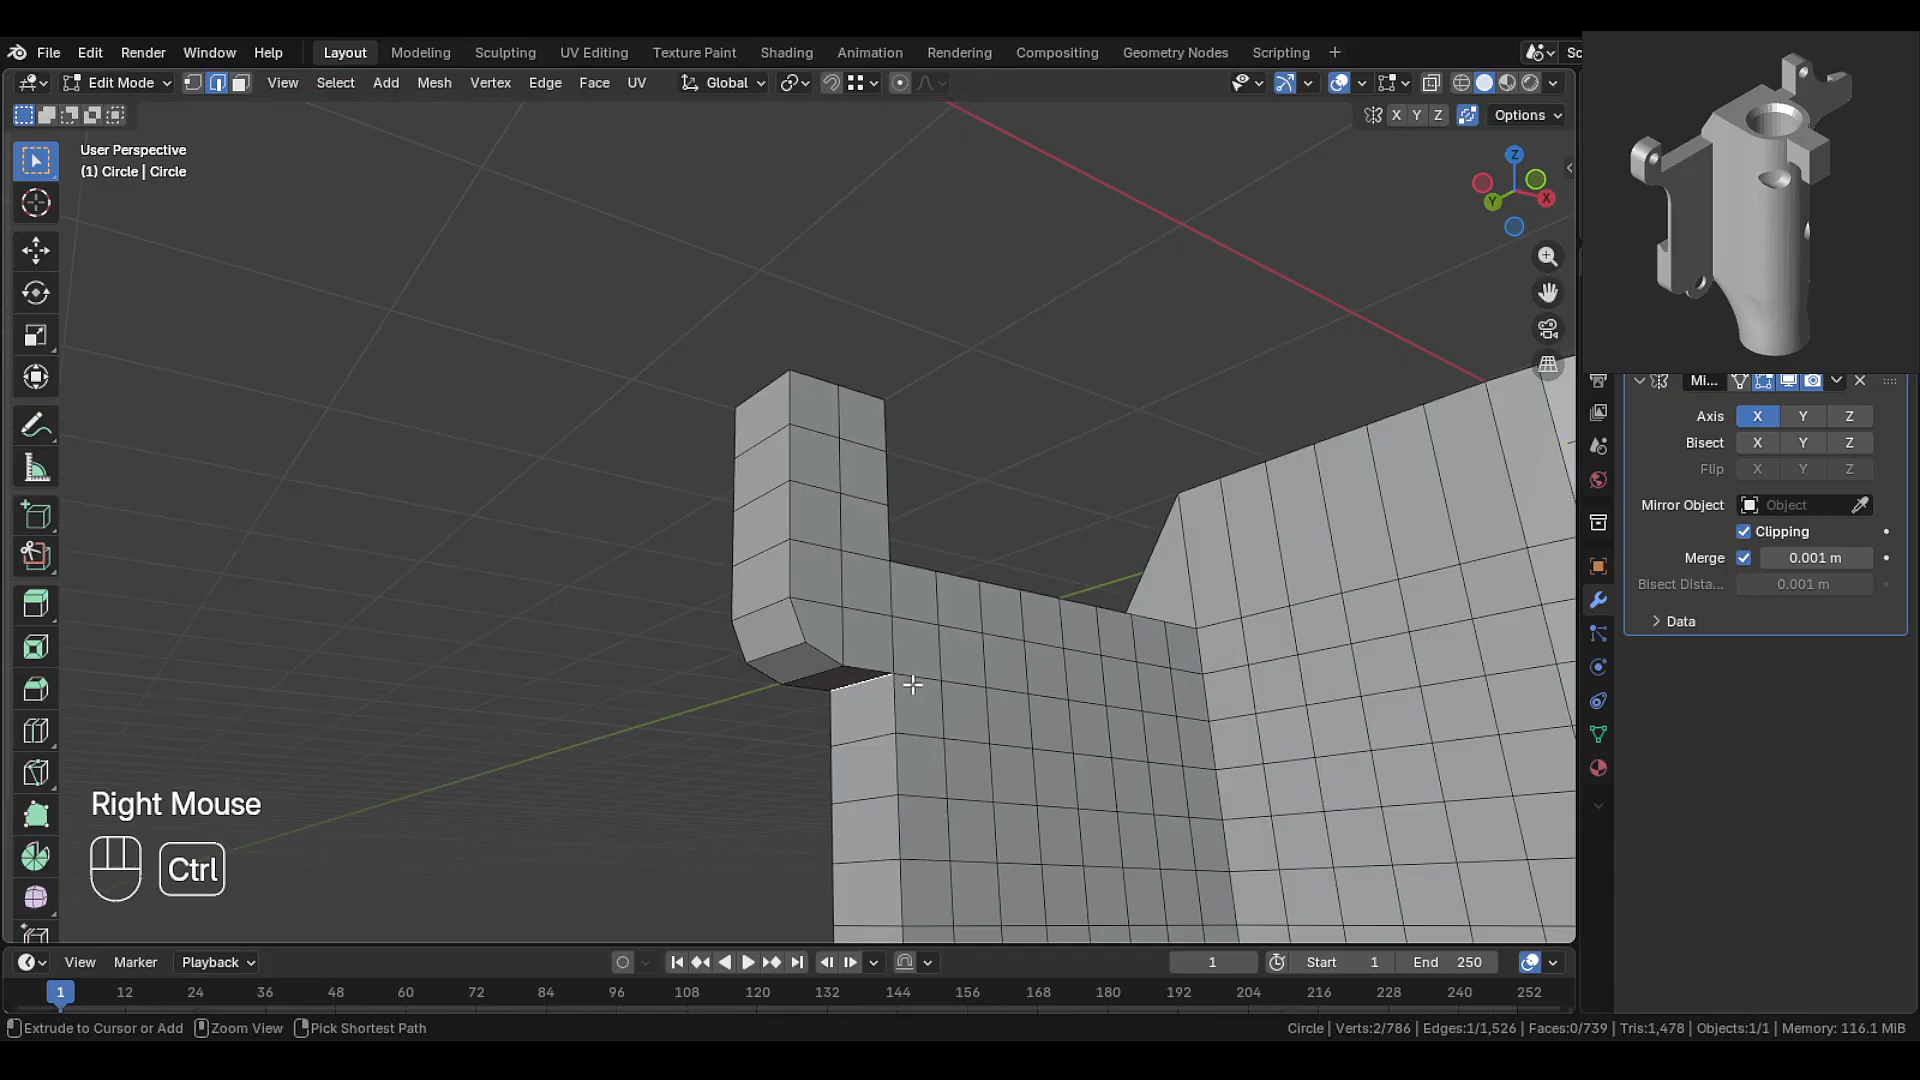 File Edit Render Window Help Layout Modeling Sculpting UV Editing Texture Paint Shading Animation Rendering Compositing Geometry Nodes Scripting + Sc
Edit Mode View Select Add Mesh Vertex Edge Face UV Global
X Y Z Options
User Perspective
(1) Circle | Circle
Z
Y X
Mi...
Axis X Y Z
Bisect X Y Z
Flip X Y Z
Mirror Object Object
Clipping
Merge 0.001 m
Bisect Dista... 0.001 m
Data
Right Mouse
Ctrl
View Marker Playback 1 Start 1 End 250
1 12 24 36 48 60 72 84 96 108 120 132 144 156 168 180 192 204 216 228 240 252
Extrude to Cursor or Add Zoom View Pick Shortest Path Circle | Verts:2/786 | Edges:1/1,526 | Faces:0/739 | Tris:1,478 | Objects:1/1 | Memory: 116.1 MiB